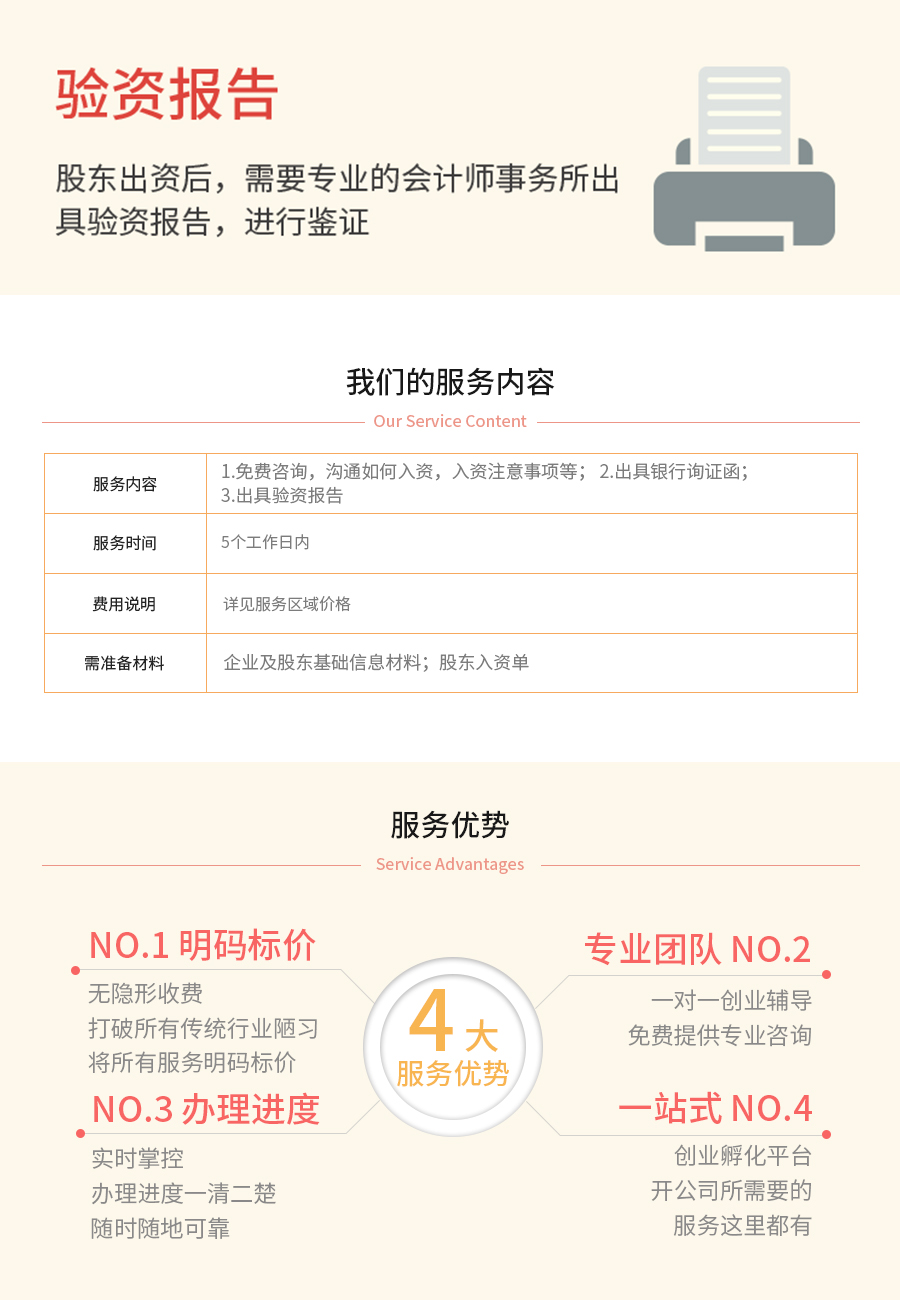 验资报告
股东出资后，需要专业的会计师事务所出
具验资报告，进行鉴证
我们的服务内容
Our Service Content
服务内容
1.免费咨询，沟通如何入资，入资注意事项等； 2.出具银行询证函；
3.出具验资报告
服务时间
5个工作日内
费用说明
详见服务区域价格
需准备材料
企业及股东基础信息材料；股东入资单
服务优势
Service Advantages
NO.1 明码标价
无隐形收费
打破所有传统行业陋习
将所有服务明码标价
专业团队 NO.2
一对一创业辅导
免费提供专业咨询
4 大
服务优势
NO.3 办理进度
实时掌控
办理进度一清二楚
随时随地可靠
一站式 NO.4
创业孵化平台
开公司所需要的
服务这里都有